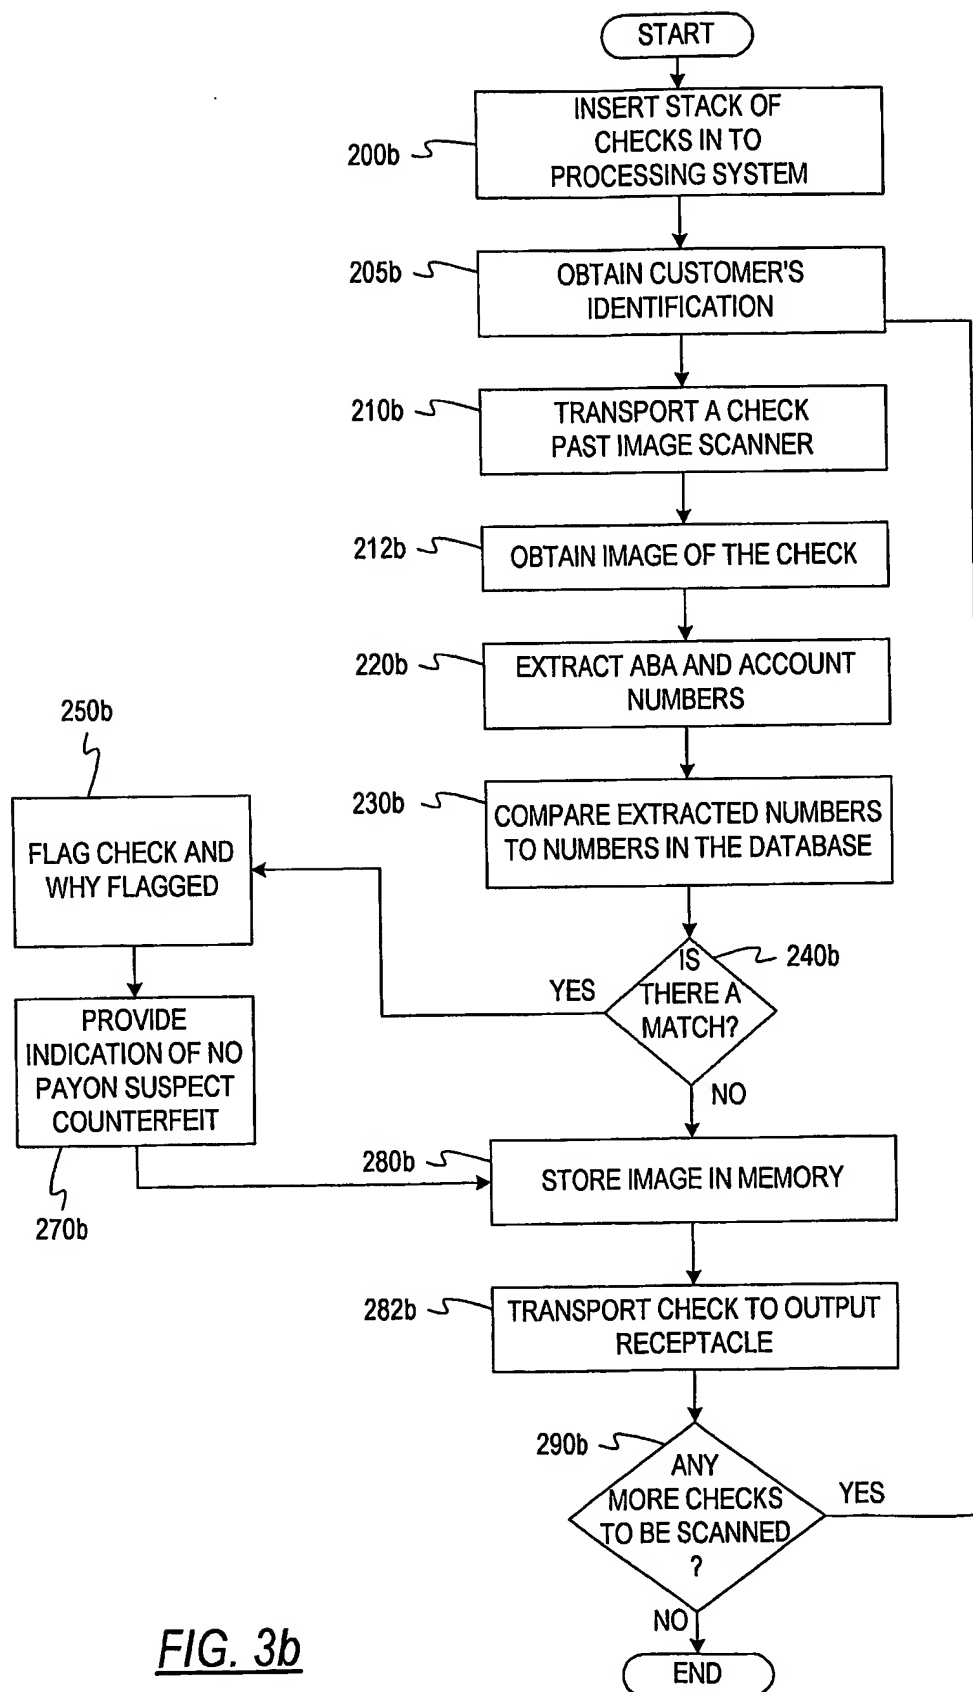 START
INSERT STACK OF
CHECKS IN TO
PROCESSING SYSTEM
200b
OBTAIN CUSTOMER'S
IDENTIFICATION
205b
TRANSPORT A CHECK
PAST IMAGE SCANNER
210b
OBTAIN IMAGE OF THE CHECK
212b
EXTRACT ABA AND ACCOUNT
NUMBERS
220b
COMPARE EXTRACTED NUMBERS
TO NUMBERS IN THE DATABASE
230b
IS
THERE A
MATCH?
240b
YES
NO
250b
FLAG CHECK AND
WHY FLAGGED
PROVIDE
INDICATION OF NO
PAYON SUSPECT
COUNTERFEIT
270b
STORE IMAGE IN MEMORY
280b
TRANSPORT CHECK TO OUTPUT
RECEPTACLE
282b
ANY
MORE CHECKS
TO BE SCANNED
?
290b
YES
NO
END
FIG. 3b